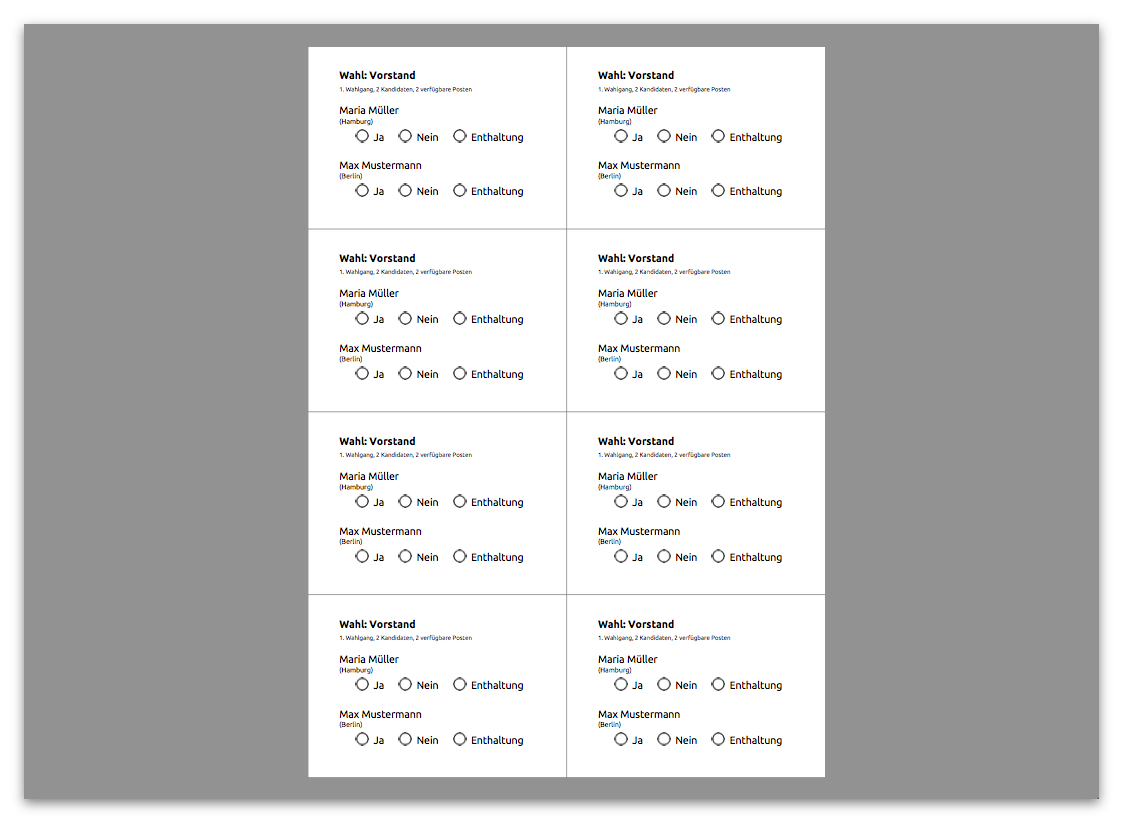 Wahl: Vorstand
1. Wahlgang, 2 Kandidaten, 2 verfügbare Posten
Maria Müller
(Hamburg)
Ja Nein Enthaltung
Max Mustermann
(Berlin)
Ja Nein Enthaltung
Wahl: Vorstand
1. Wahlgang, 2 Kandidaten, 2 verfügbare Posten
Maria Müller
(Hamburg)
Ja Nein Enthaltung
Max Mustermann
(Berlin)
Ja Nein Enthaltung
Wahl: Vorstand
1. Wahlgang, 2 Kandidaten, 2 verfügbare Posten
Maria Müller
(Hamburg)
Ja Nein Enthaltung
Max Mustermann
(Berlin)
Ja Nein Enthaltung
Wahl: Vorstand
1. Wahlgang, 2 Kandidaten, 2 verfügbare Posten
Maria Müller
(Hamburg)
Ja Nein Enthaltung
Max Mustermann
(Berlin)
Ja Nein Enthaltung
Wahl: Vorstand
1. Wahlgang, 2 Kandidaten, 2 verfügbare Posten
Maria Müller
(Hamburg)
Ja Nein Enthaltung
Max Mustermann
(Berlin)
Ja Nein Enthaltung
Wahl: Vorstand
1. Wahlgang, 2 Kandidaten, 2 verfügbare Posten
Maria Müller
(Hamburg)
Ja Nein Enthaltung
Max Mustermann
(Berlin)
Ja Nein Enthaltung
Wahl: Vorstand
1. Wahlgang, 2 Kandidaten, 2 verfügbare Posten
Maria Müller
(Hamburg)
Ja Nein Enthaltung
Max Mustermann
(Berlin)
Ja Nein Enthaltung
Wahl: Vorstand
1. Wahlgang, 2 Kandidaten, 2 verfügbare Posten
Maria Müller
(Hamburg)
Ja Nein Enthaltung
Max Mustermann
(Berlin)
Ja Nein Enthaltung